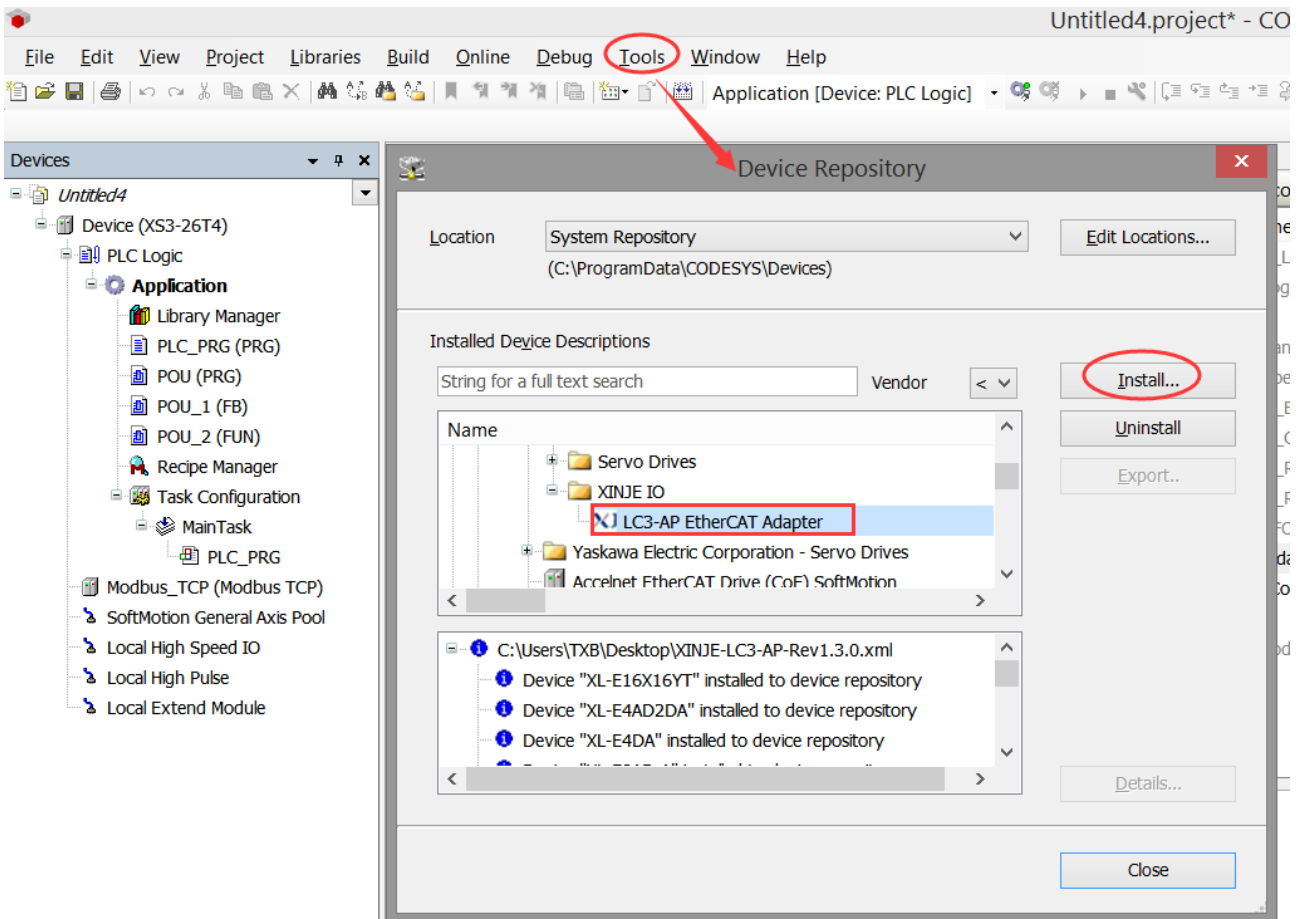 Untitled4.project* - CO
File Edit View Project Libraries Build Online Debug Tools Window Help
Application [Device: PLC Logic]
Devices
Untitled4
Device (XS3-26T4)
PLC Logic
Application
Library Manager
PLC_PRG (PRG)
POU (PRG)
POU_1 (FB)
POU_2 (FUN)
Recipe Manager
Task Configuration
MainTask
PLC_PRG
Modbus_TCP (Modbus TCP)
SoftMotion General Axis Pool
Local High Speed IO
Local High Pulse
Local Extend Module
Device Repository
Location System Repository Edit Locations...
(C:\ProgramData\CODESYS\Devices)
Installed Device Descriptions
String for a full text search Vendor < Install...
Uninstall
Export..
Name
Servo Drives
XINJE IO
XJ LC3-AP EtherCAT Adapter
Yaskawa Electric Corporation - Servo Drives
Accelnet EtherCAT Drive (CoE) SoftMotion
C:\Users\TXB\Desktop\XINJE-LC3-AP-Rev1.3.0.xml
Device "XL-E16X16YT" installed to device repository
Device "XL-E4AD2DA" installed to device repository
Device "XL-E4DA" installed to device repository
Details...
Close